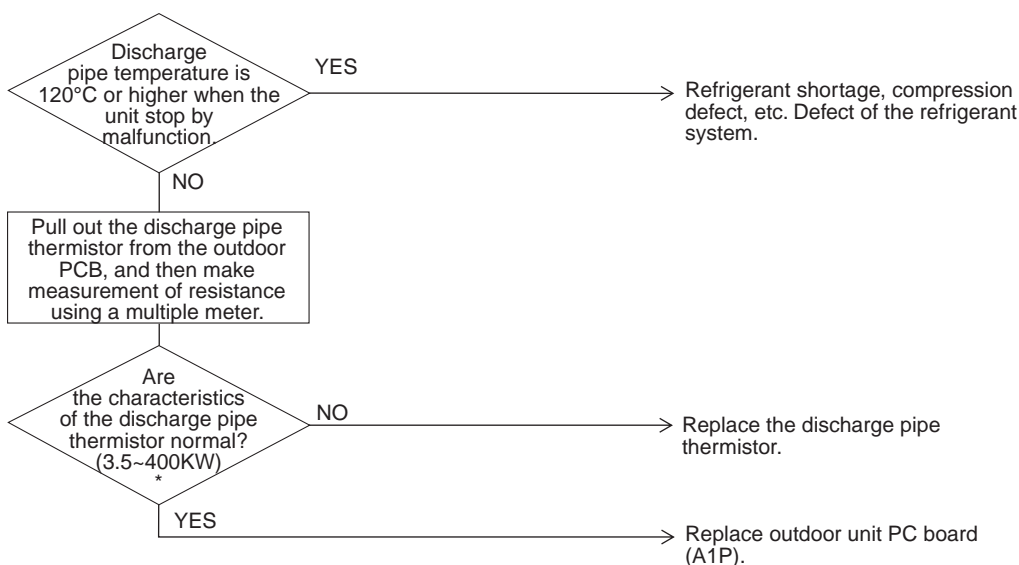 Discharge
pipe temperature is
120°C or higher when the
unit stop by
malfunction.
YES
Refrigerant shortage, compression
defect, etc. Defect of the refrigerant
system.
NO
Pull out the discharge pipe
thermistor from the outdoor
PCB, and then make
measurement of resistance
using a multiple meter.
Are
the characteristics
of the discharge pipe
thermistor normal?
(3.5~400KW)
*
NO
Replace the discharge pipe
thermistor.
YES
Replace outdoor unit PC board
(A1P).